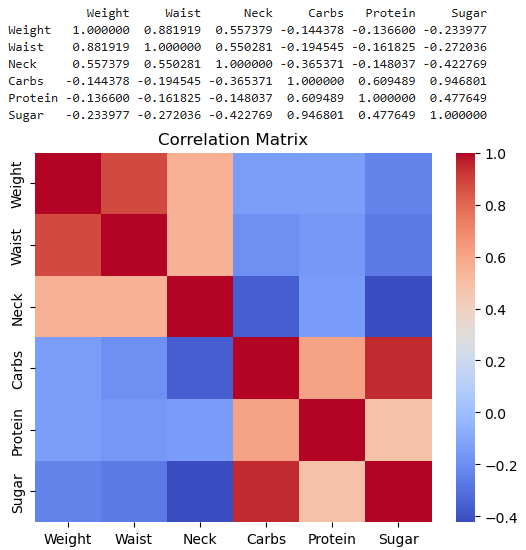 Weight Waist Neck Carbs Protein Sugar
Weight 1.000000 0.881919 0.557379 -0.144378 -0.136600 -0.233977
Waist 0.881919 1.000000 0.550281 -0.194545 -0.161825 -0.272036
Neck 0.557379 0.550281 1.000000 -0.365371 -0.148037 -0.422769
Carbs -0.144378 -0.194545 -0.365371 1.000000 0.609489 0.946801
Protein -0.136600 -0.161825 -0.148037 0.609489 1.000000 0.477649
Sugar -0.233977 -0.272036 -0.422769 0.946801 0.477649 1.000000
Correlation Matrix
Weight
Waist
Neck
Carbs
Protein
Sugar
Weight Waist Neck Carbs Protein Sugar
1.0
0.8
0.6
0.4
0.2
0.0
−0.2
−0.4